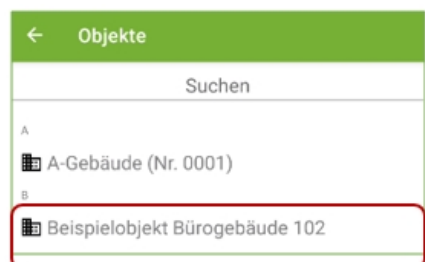 Objekte
Suchen
A
A-Gebäude (Nr. 0001)
B
Beispielobjekt Bürogebäude 102